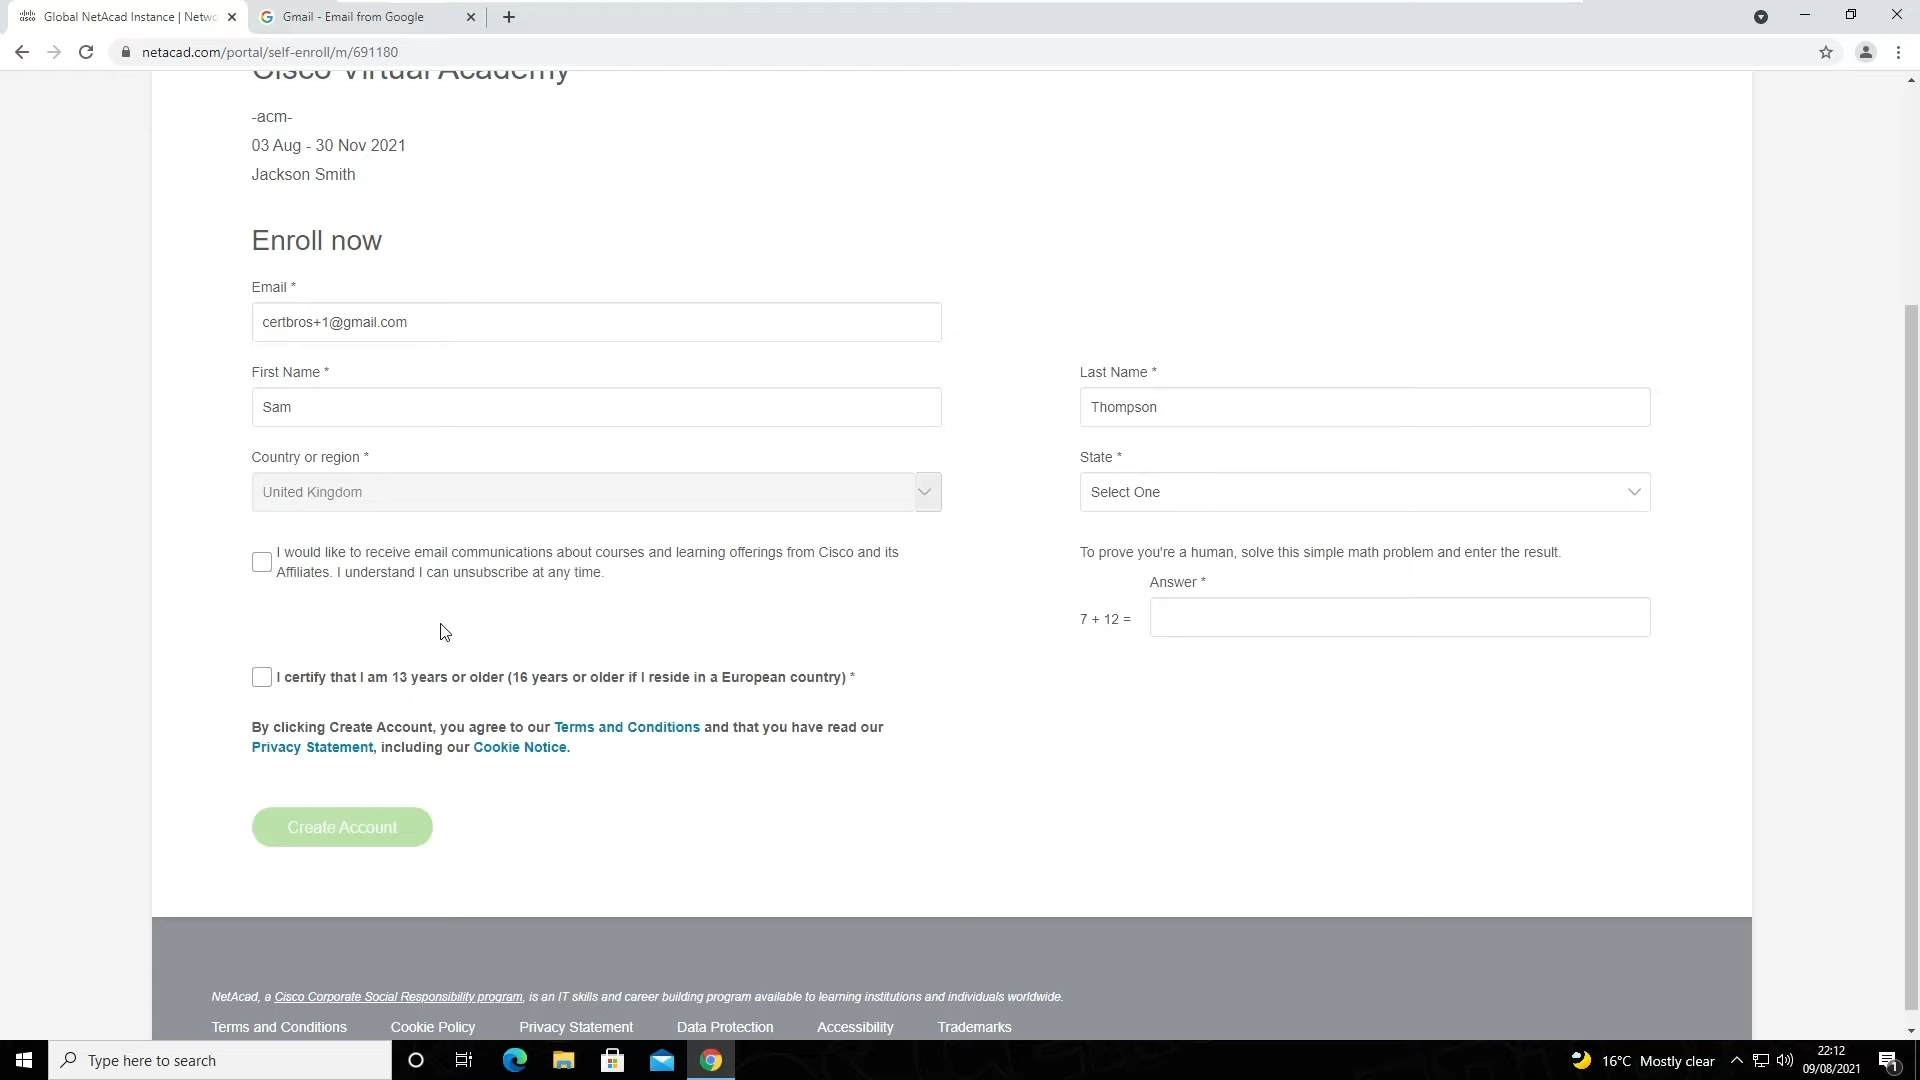 Global NetAcad Instance | Netwo
Gmail - Email from Google
netacad.com/portal/self-enroll/m/691180
Cisco Virtual Academy
-acm-
03 Aug - 30 Nov 2021
Jackson Smith
Enroll now
Email *
certbros+1@gmail.com
First Name *
Last Name *
Sam
Thompson
Country or region *
State *
United Kingdom
Select One
I would like to receive email communications about courses and learning offerings from Cisco and its
Affiliates. I understand I can unsubscribe at any time.
To prove you're a human, solve this simple math problem and enter the result.
Answer *
7 + 12 =
I certify that I am 13 years or older (16 years or older if I reside in a European country) *
By clicking Create Account, you agree to our Terms and Conditions and that you have read our
Privacy Statement, including our Cookie Notice.
Create Account
NetAcad, a Cisco Corporate Social Responsibility program, is an IT skills and career building program available to learning institutions and individuals worldwide.
Terms and Conditions Cookie Policy Privacy Statement Data Protection Accessibility Trademarks
Type here to search
16°C Mostly clear
22:12
09/08/2021
1